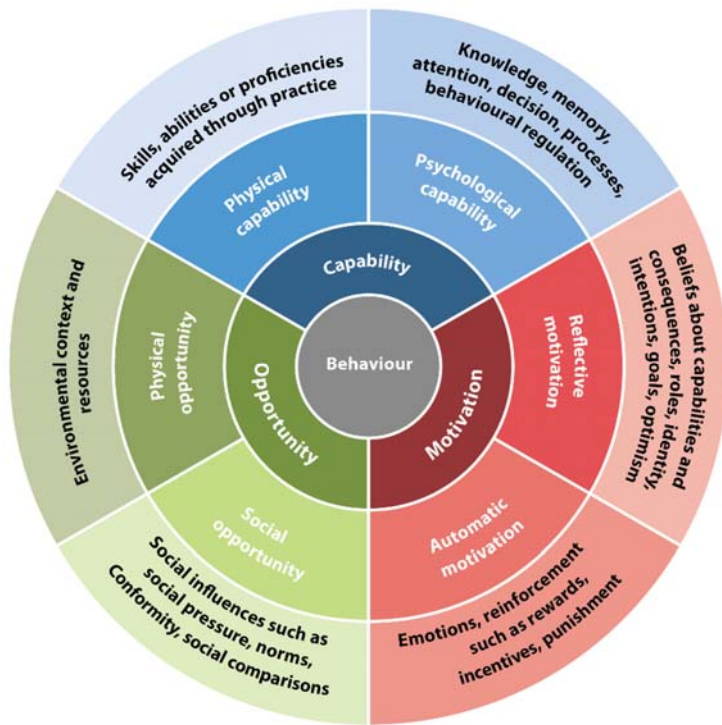 Skills, abilities or proficiencies
acquired through practice
Knowledge, memory,
attention, decision, processes,
behavioural regulation
Physical
capability
Psychological
capability
Capability
Environmental context and
resources
Physical
opportunity
Opportunity
Behaviour
Motivation
Reflective
motivation
Beliefs about capabilities and
consequences, roles, identity,
intentions, goals, optimism
Social
opportunity
Automatic
motivation
Social influences such as
social pressure, norms,
Conformity, social comparisons
Emotions, reinforcement
such as rewards,
incentives, punishment